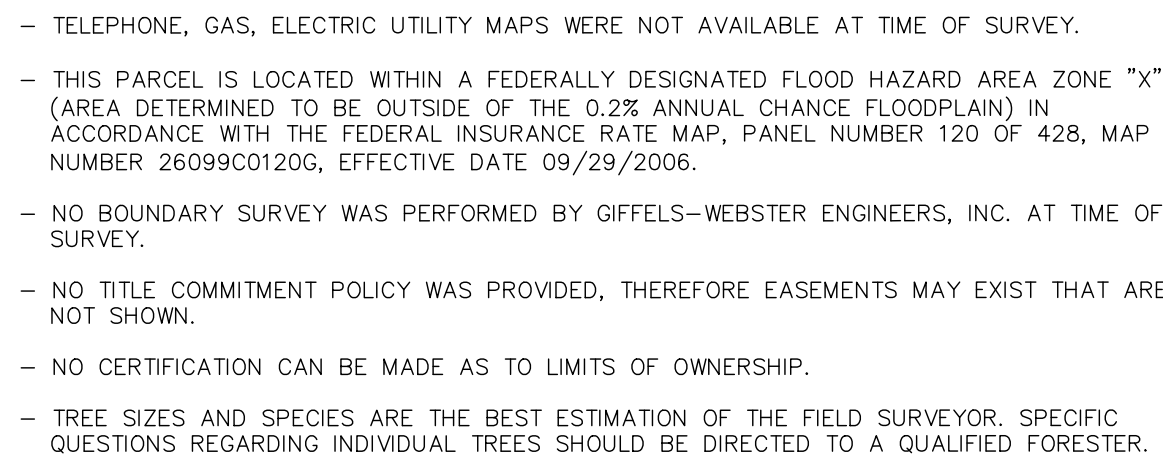 – TELEPHONE, GAS, ELECTRIC UTILITY MAPS WERE NOT AVAILABLE AT TIME OF SURVEY.
– THIS PARCEL IS LOCATED WITHIN A FEDERALLY DESIGNATED FLOOD HAZARD AREA ZONE "X"
(AREA DETERMINED TO BE OUTSIDE OF THE 0.2% ANNUAL CHANCE FLOODPLAIN) IN
ACCORDANCE WITH THE FEDERAL INSURANCE RATE MAP, PANEL NUMBER 120 OF 428, MAP
NUMBER 26099C0120G, EFFECTIVE DATE 09/29/2006.
– NO BOUNDARY SURVEY WAS PERFORMED BY GIFFELS–WEBSTER ENGINEERS, INC. AT TIME OF
SURVEY.
– NO TITLE COMMITMENT POLICY WAS PROVIDED, THEREFORE EASEMENTS MAY EXIST THAT ARE
NOT SHOWN.
– NO CERTIFICATION CAN BE MADE AS TO LIMITS OF OWNERSHIP.
– TREE SIZES AND SPECIES ARE THE BEST ESTIMATION OF THE FIELD SURVEYOR. SPECIFIC
QUESTIONS REGARDING INDIVIDUAL TREES SHOULD BE DIRECTED TO A QUALIFIED FORESTER.